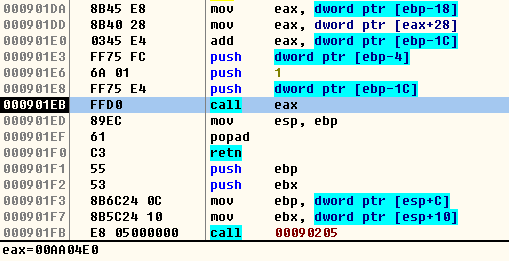 000901DA 8B45 E8 mov eax, dword ptr [ebp-18]
000901DD 8B40 28 mov eax, dword ptr [eax+28]
000901E0 0345 E4 add eax, dword ptr [ebp-1C]
000901E3 FF75 FC push dword ptr [ebp-4]
000901E6 6A 01 push 1
000901E8 FF75 E4 push dword ptr [ebp-1C]
000901EB FFD0 call eax
000901ED 89EC mov esp, ebp
000901EF 61 popad
000901F0 C3 retn
000901F1 55 push ebp
000901F2 53 push ebx
000901F3 8B6C24 0C mov ebp, dword ptr [esp+C]
000901F7 8B5C24 10 mov ebx, dword ptr [esp+10]
000901FB E8 05000000 call 00090205
eax=00AA04E0